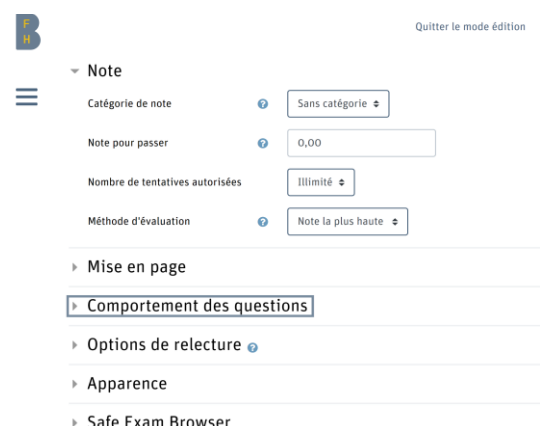 F
B
H
Quitter le mode édition
Note
Catégorie de note
Sans catégorie
Note pour passer
0,00
Nombre de tentatives autorisées
Illimité
Méthode d'évaluation
Note la plus haute
Mise en page
Comportement des questions
Options de relecture
Apparence
Safe Exam Browser